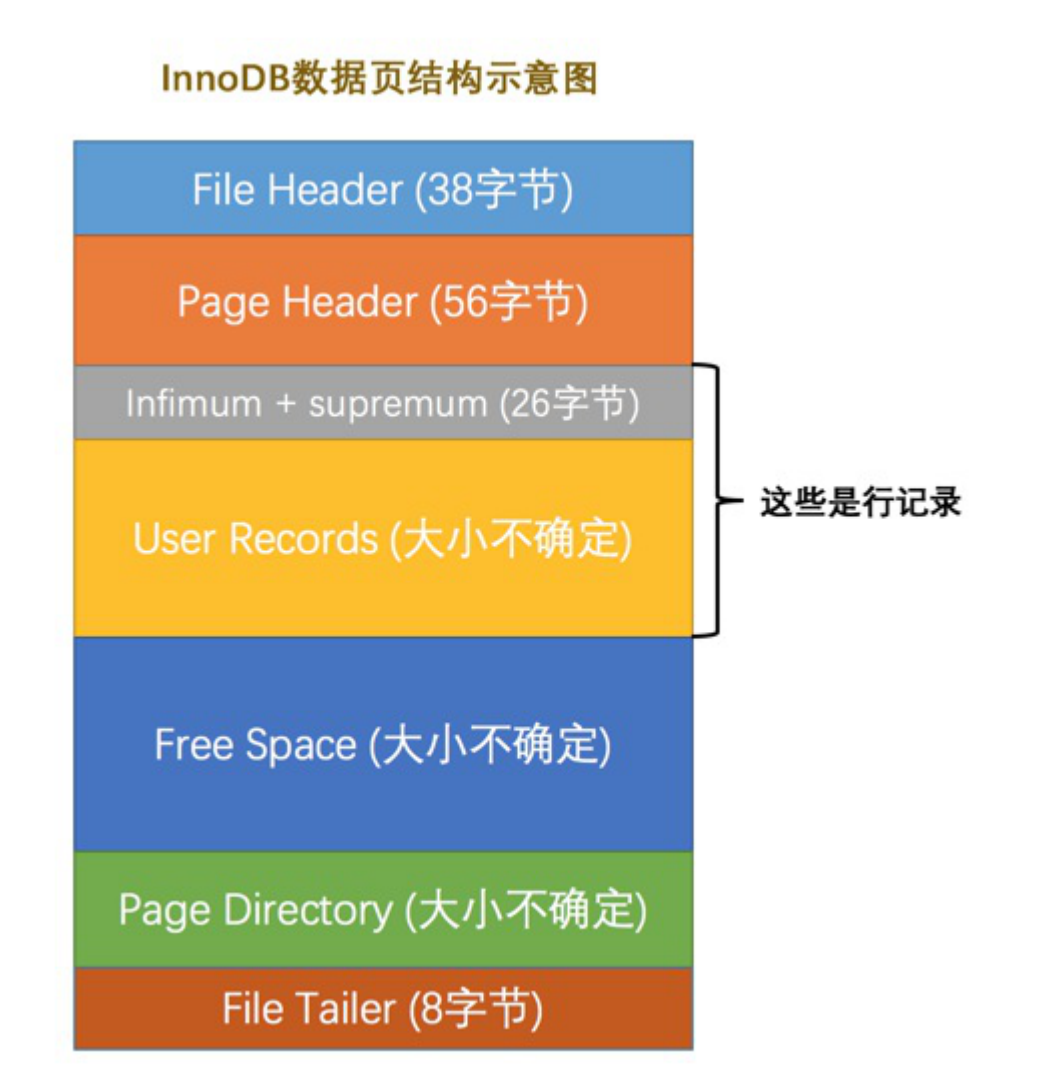 InnoDB数据页结构示意图
File Header (38字节)
Page Header (56字节)
Infimum + supremum (26字节)
User Records (大小不确定)
这些是行记录
Free Space (大小不确定)
Page Directory (大小不确定)
File Tailer (8字节)